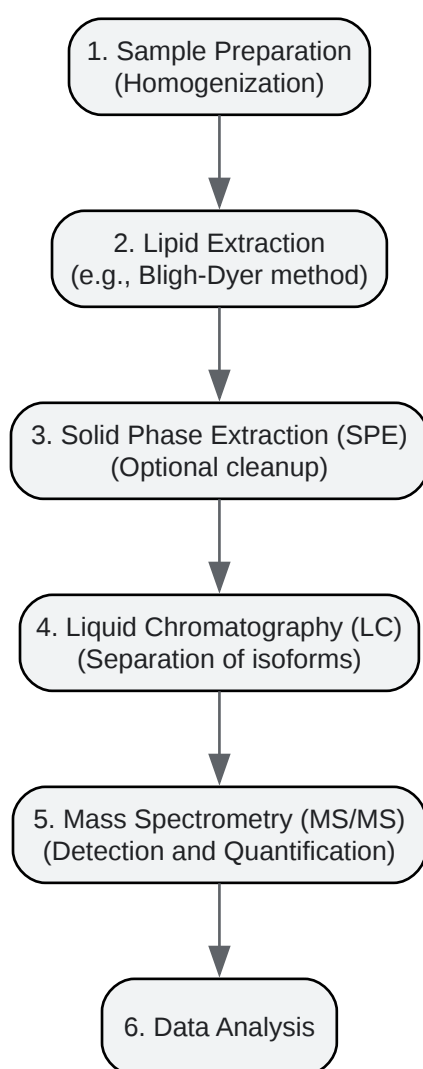 1. Sample Preparation
(Homogenization)
2. Lipid Extraction
(e.g., Bligh-Dyer method)
3. Solid Phase Extraction (SPE)
(Optional cleanup)
4. Liquid Chromatography (LC)
(Separation of isoforms)
5. Mass Spectrometry (MS/MS)
(Detection and Quantification)
6. Data Analysis